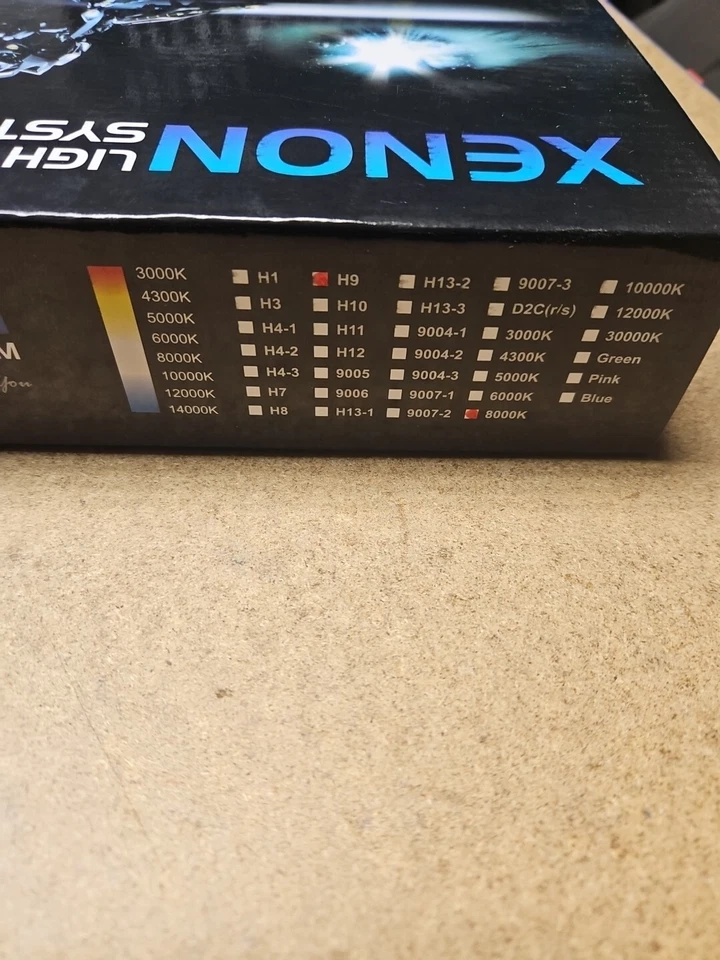 XENON
LIGH
SYST
M
3000K
4300K
5000K
6000K
8000K
10000K
12000K
14000K
H1 H9 H13-2 9007-3 10000K
H3 H10 H13-3 D2C(r/s) 12000K
H4-1 H11 9004-1 3000K 30000K
H4-2 H12 9004-2 4300K Green
H4-3 9005 9004-3 5000K Pink
H7 9006 9007-1 6000K Blue
H8 H13-1 9007-2 8000K